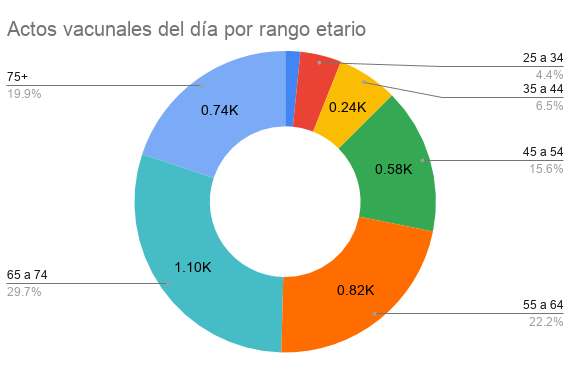 Actos vacunales del día por rango etario
25 a 34
4.4%
35 a 44
6.5%
45 a 54
15.6%
55 a 64
22.2%
65 a 74
29.7%
75+
19.9%
0.24K
0.58K
0.82K
1.10K
0.74K